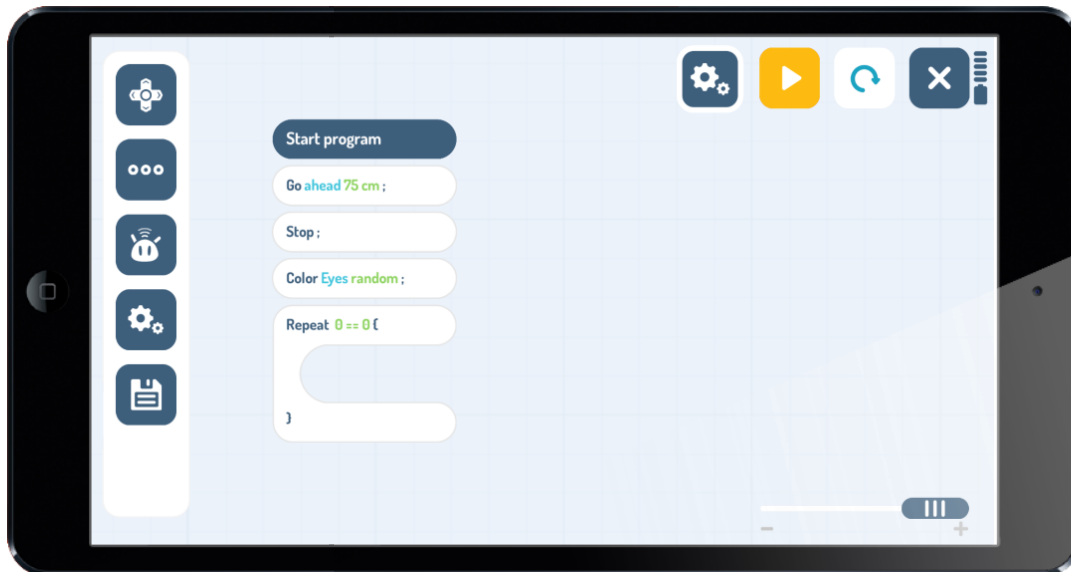 Start program
Go ahead 75 cm ;
Stop ;
Color Eyes random ;
Repeat 0 == 0 {
}